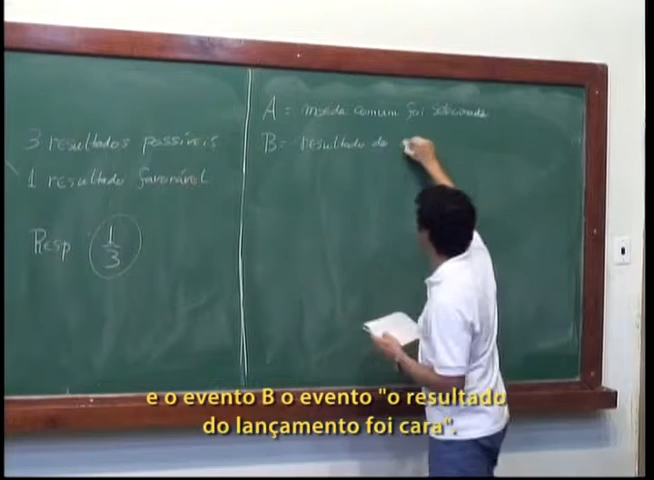 3 resultados possíveis
1 resultado favorável
Resp 1/3
A = moeda comum foi selecionada
B = resultado do
e o evento B o evento "o resultado
do lançamento foi cara".